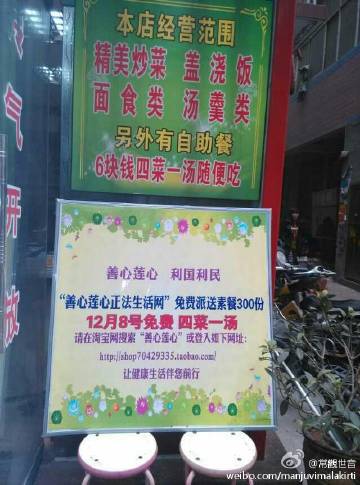 本店经营范围
精美炒菜 盖浇饭
面食类 汤羹类
另外有自助餐
6块钱四菜一汤随便吃
气开放
善心莲心 利国利民
“善心莲心正法生活网”免费派送素餐300份
12月8号免费 四菜一汤
请在淘宝网搜索“善心莲心”或登入如下网址:
http://shop70429335.taobao.com/
让健康生活伴您前行
@常觀世音
weibo.com/manjuvimalakirti